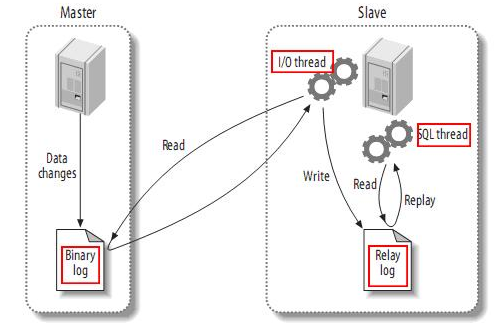 Master
Slave
I/O thread
SQL thread
Data
changes
Read
Write
Read
Replay
Binary
log
Relay
log